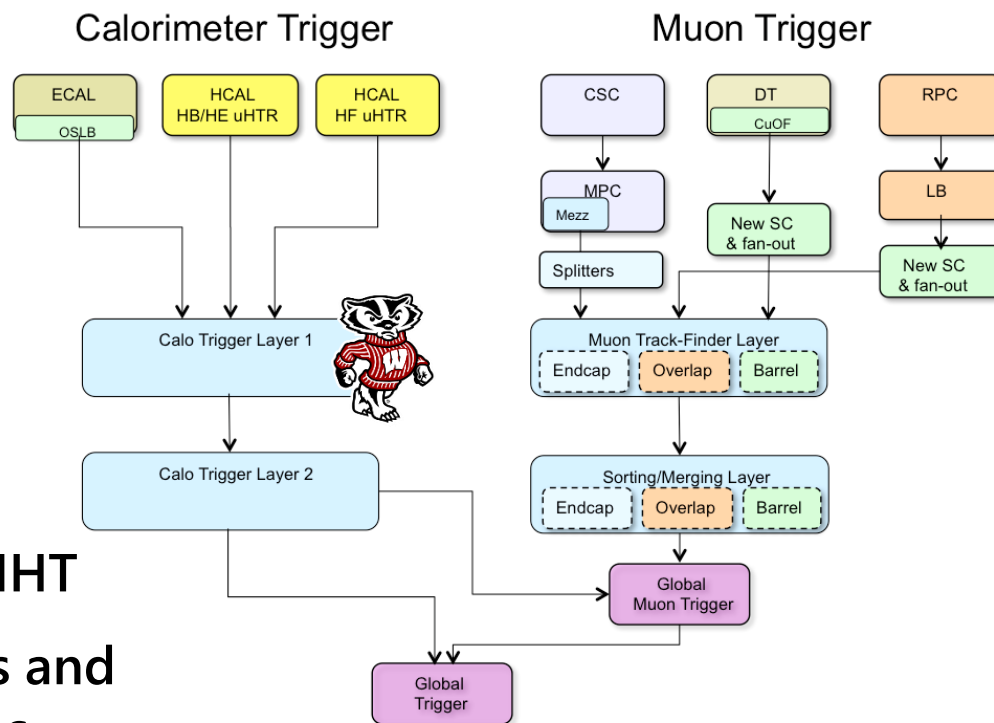 Calorimeter Trigger
Muon Trigger
ECAL
OSLB
HCAL
HB/HE uHTR
HCAL
HF uHTR
CSC
DT
CuOF
RPC
MPC
Mezz
LB
New SC
& fan-out
Splitters
New SC
& fan-out
Calo Trigger Layer 1
W
Muon Track-Finder Layer
Endcap
Overlap
Barrel
Calo Trigger Layer 2
Sorting/Merging Layer
Endcap
Overlap
Barrel
Global
Muon Trigger
Global
Trigger
and